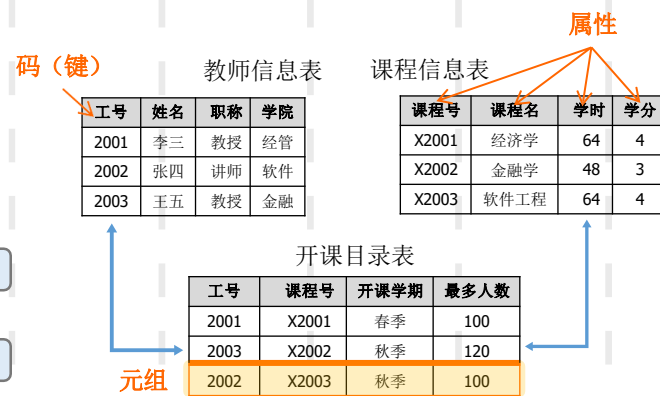 属性
码（键）
教师信息表
课程信息表
工号 姓名 职称 学院
2001 李三 教授 经管
2002 张四 讲师 软件
2003 王五 教授 金融
课程号 课程名 学时 学分
X2001 经济学 64 4
X2002 金融学 48 3
X2003 软件工程 64 4
开课目录表
工号 课程号 开课学期 最多人数
2001 X2001 春季 100
2003 X2002 秋季 120
元组
2002 X2003 秋季 100